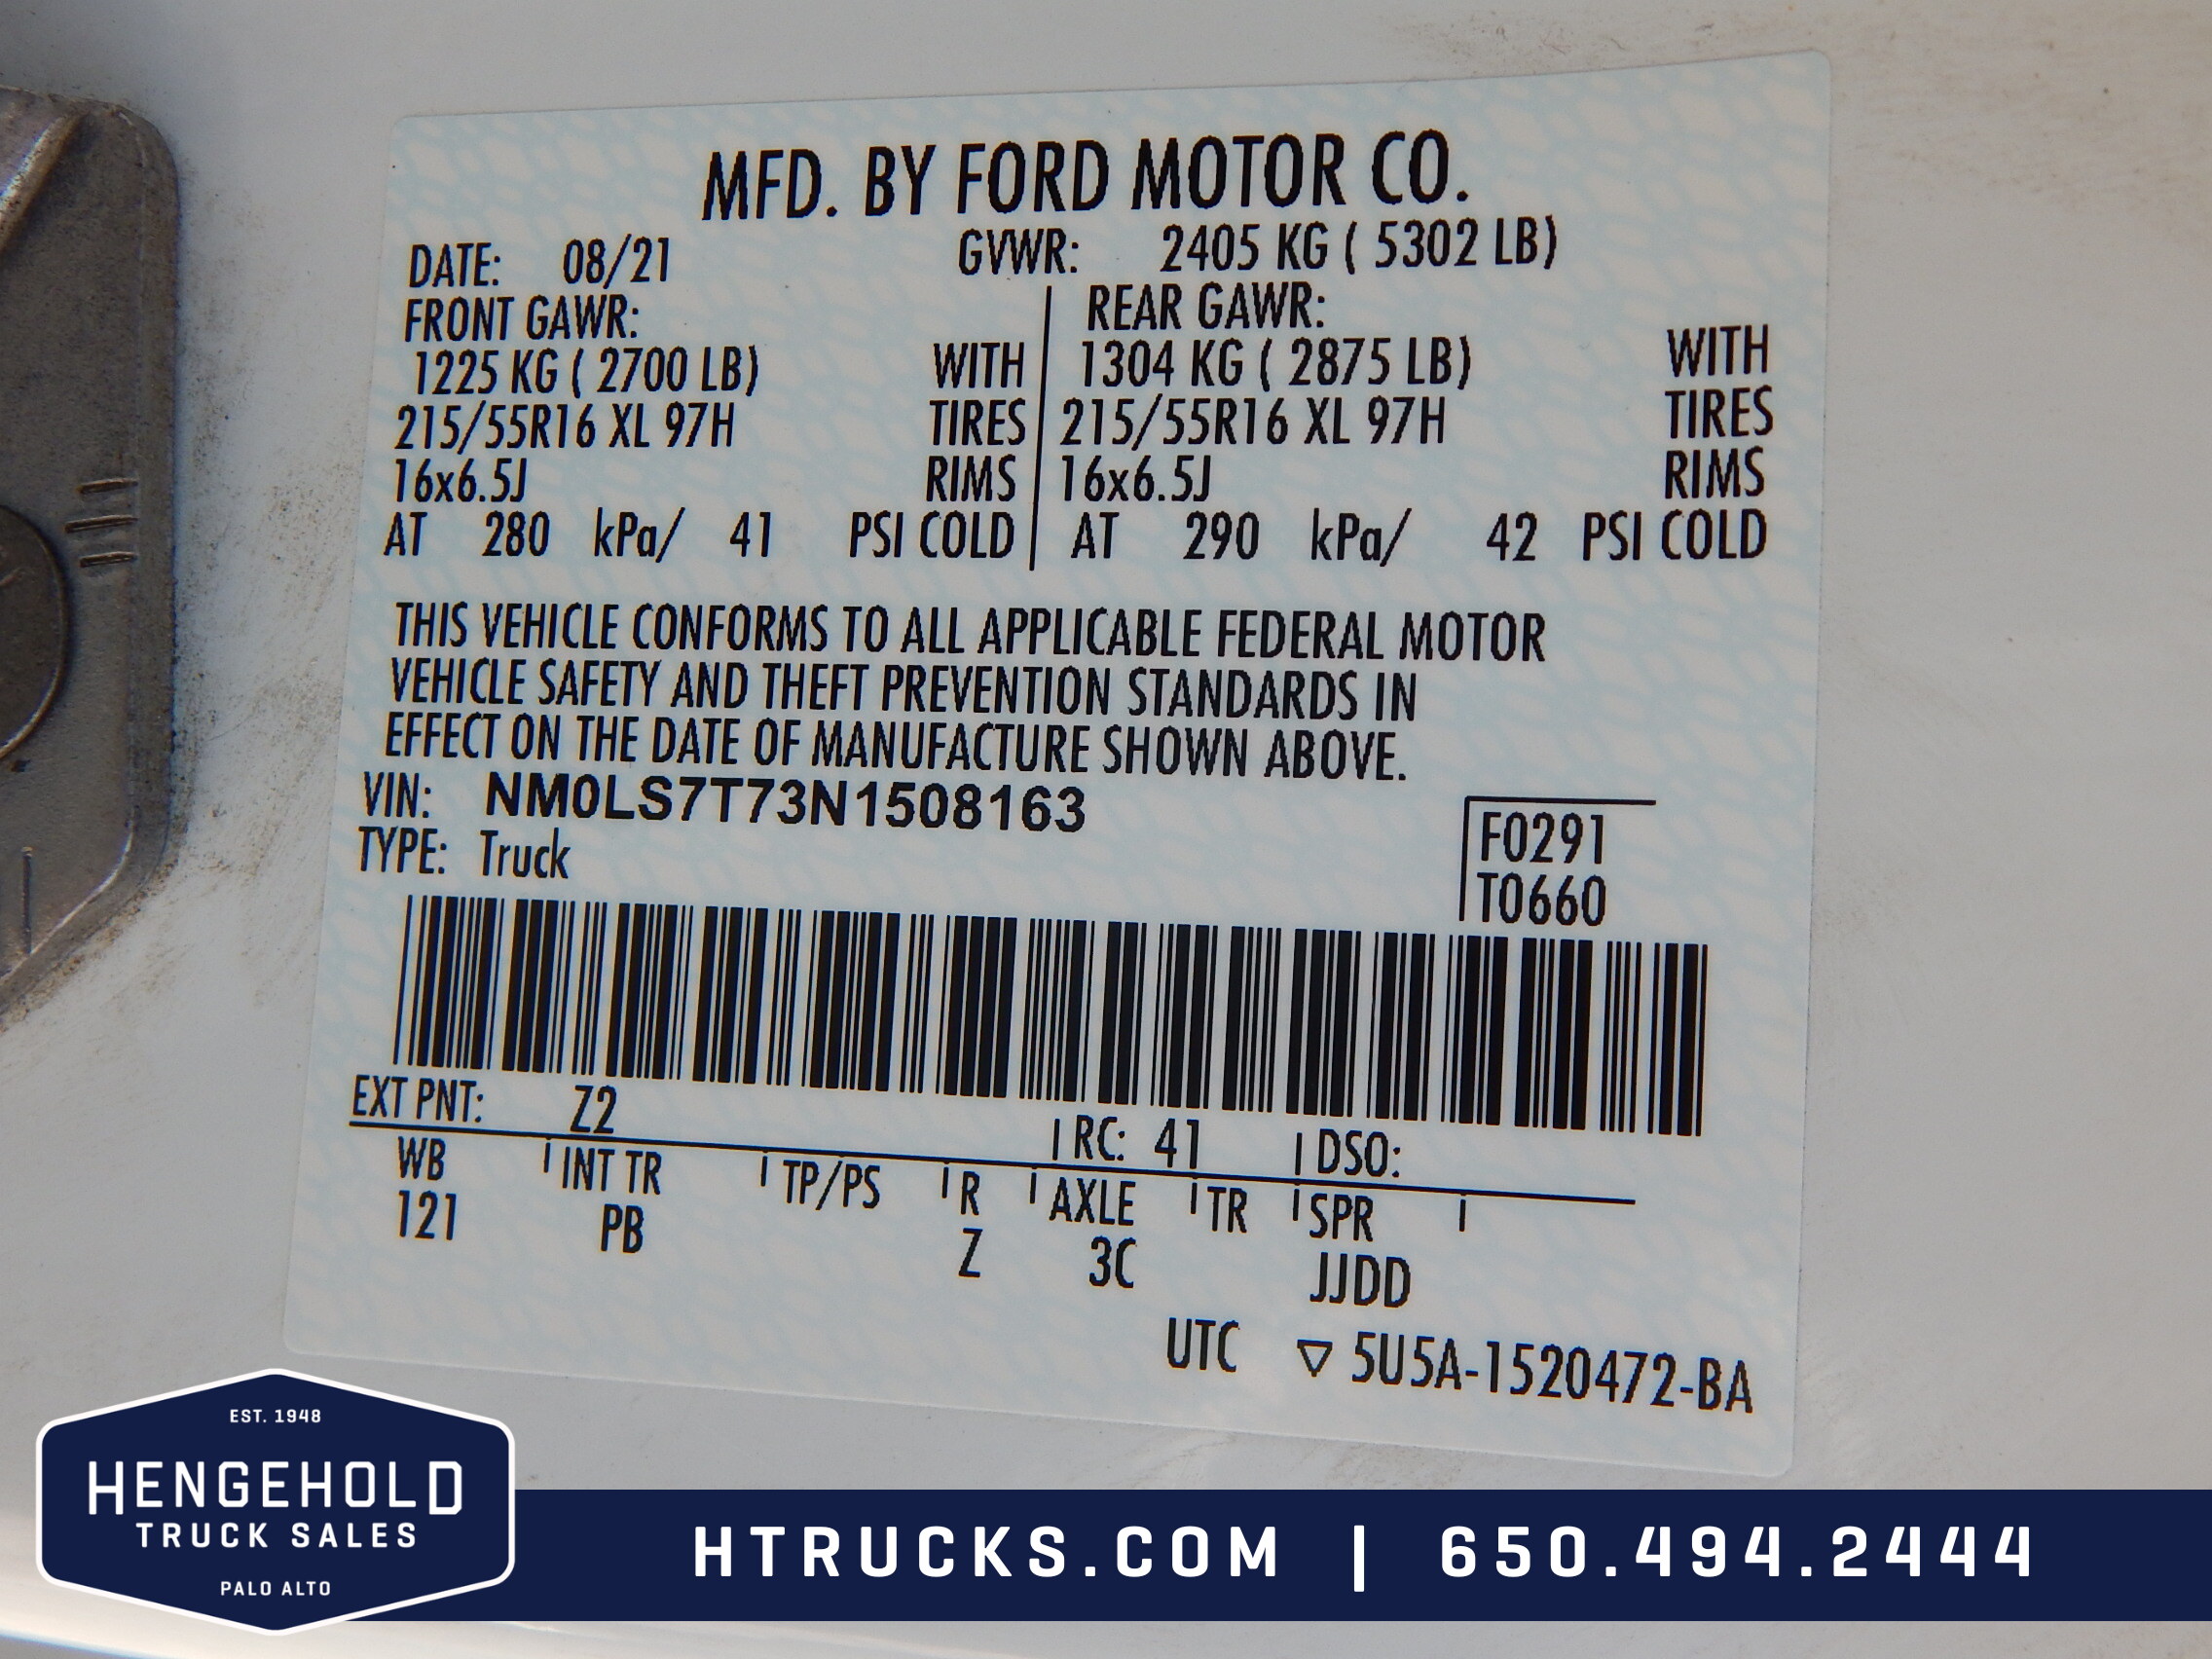 MFD. BY FORD MOTOR CO.
DATE: 08/21 GVWR: 2405 KG ( 5302 LB)
FRONT GAWR: REAR GAWR:
1225 KG ( 2700 LB) WITH 1304 KG ( 2875 LB) WITH
215/55R16 XL 97H TIRES 215/55R16 XL 97H TIRES
16x6.5J RIMS 16x6.5J RIMS
AT 280 kPa/ 41 PSI COLD AT 290 kPa/ 42 PSI COLD
THIS VEHICLE CONFORMS TO ALL APPLICABLE FEDERAL MOTOR
VEHICLE SAFETY AND THEFT PREVENTION STANDARDS IN
EFFECT ON THE DATE OF MANUFACTURE SHOWN ABOVE.
VIN: NM0LS7T73N1508163
TYPE: Truck
F0291
T0660
EXT PNT: Z2 RC: 41 DSO:
WB INT TR TP/PS R AXLE TR SPR
121 PB Z 3C JJDD
UTC ▽ 5U5A-1520472-BA
EST. 1948
HENGEHOLD
TRUCK SALES
PALO ALTO
HTRUCKS.COM | 650.494.2444